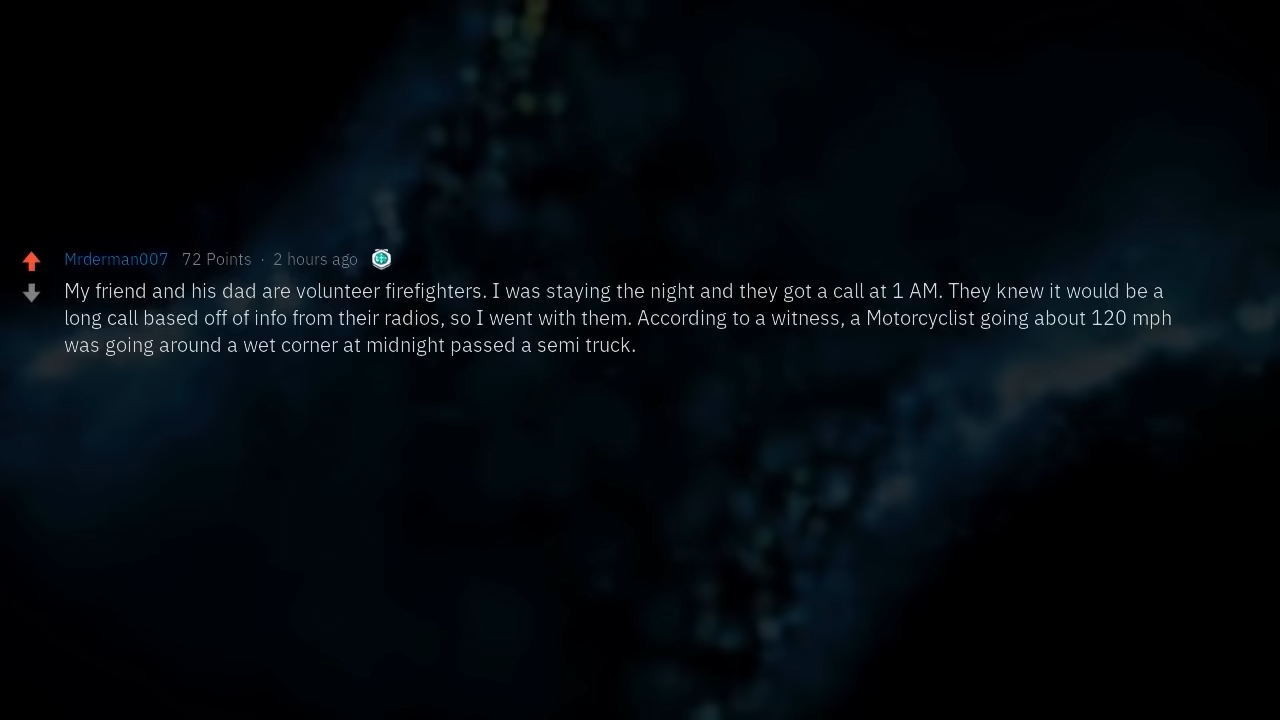 Mrderman007 72 Points · 2 hours ago
My friend and his dad are volunteer firefighters. I was staying the night and they got a call at 1 AM. They knew it would be a
long call based off of info from their radios, so I went with them. According to a witness, a Motorcyclist going about 120 mph
was going around a wet corner at midnight passed a semi truck.